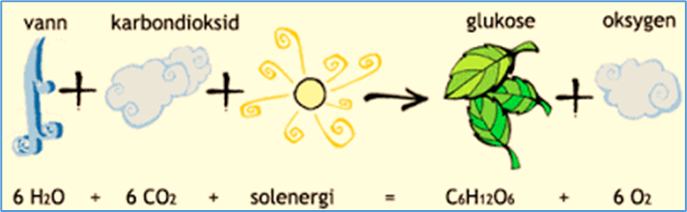 vann karbondioksid glukose oksygen
+ + → +
6 H₂O + 6 CO₂ + solenergi = C₆H₁₂O₆ + 6 O₂